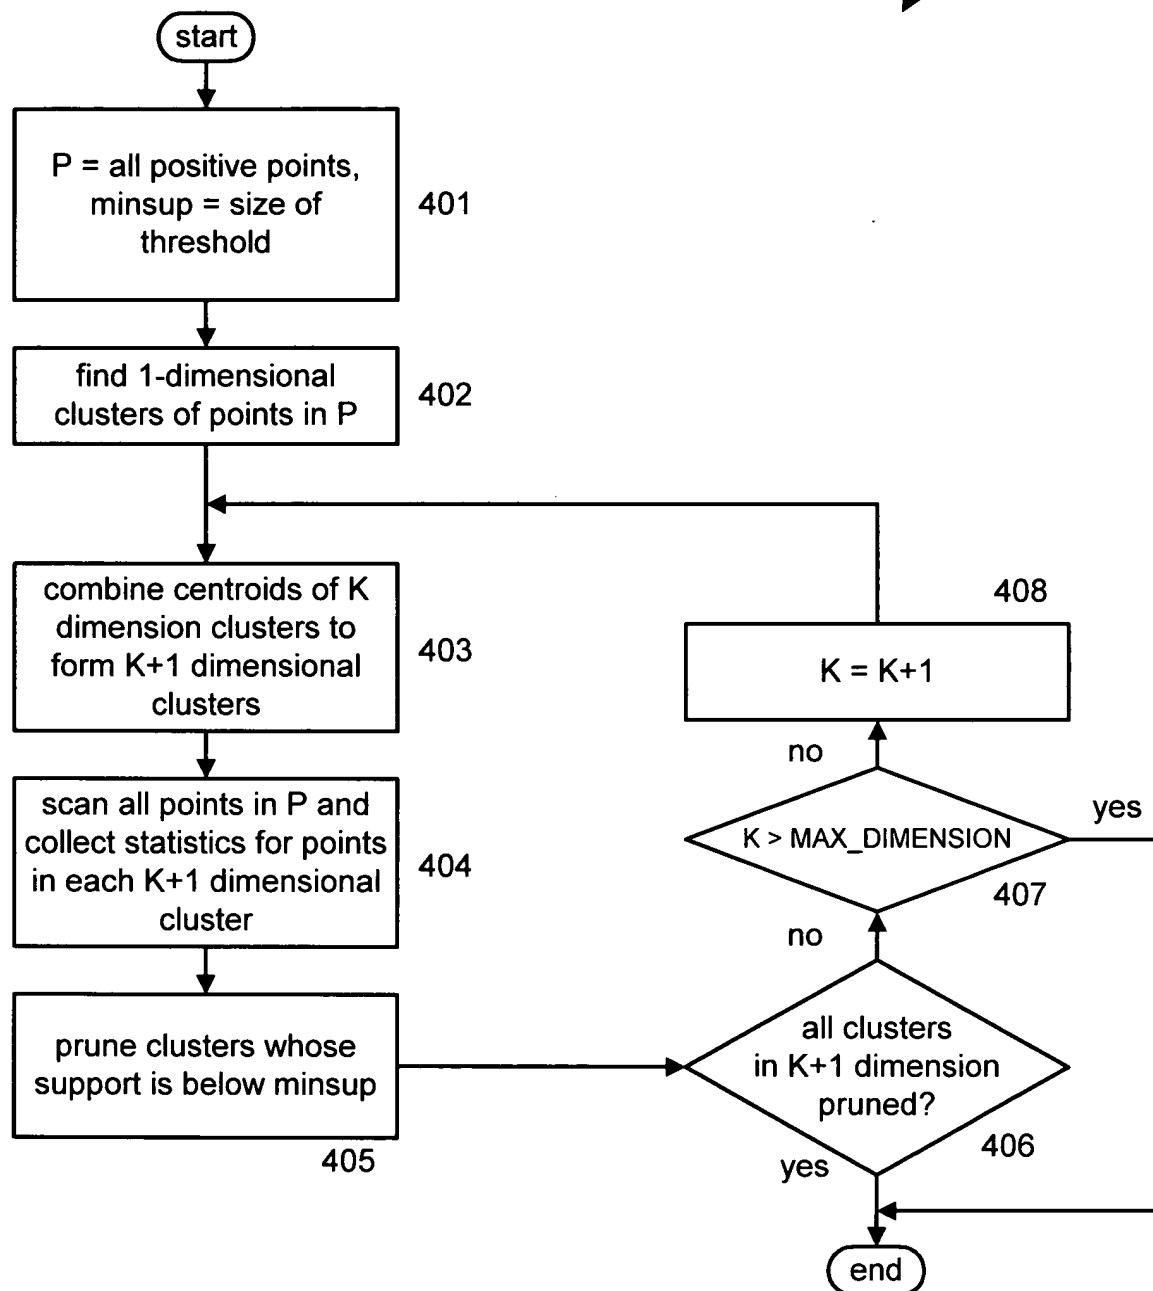 start
P = all positive points,
minsup = size of
threshold
401
find 1-dimensional
clusters of points in P
402
combine centroids of K
dimension clusters to
form K+1 dimensional
clusters
403
scan all points in P and
collect statistics for points
in each K+1 dimensional
cluster
404
prune clusters whose
support is below minsup
405
all clusters
in K+1 dimension
pruned?
406
yes
no
K > MAX_DIMENSION
407
yes
no
K = K+1
408
end